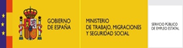 GOBIERNO
DE ESPAÑA
MINISTERIO
DE TRABAJO, MIGRACIONES
Y SEGURIDAD SOCIAL
SERVICIO PÚBLICO
DE EMPLEO ESTATAL